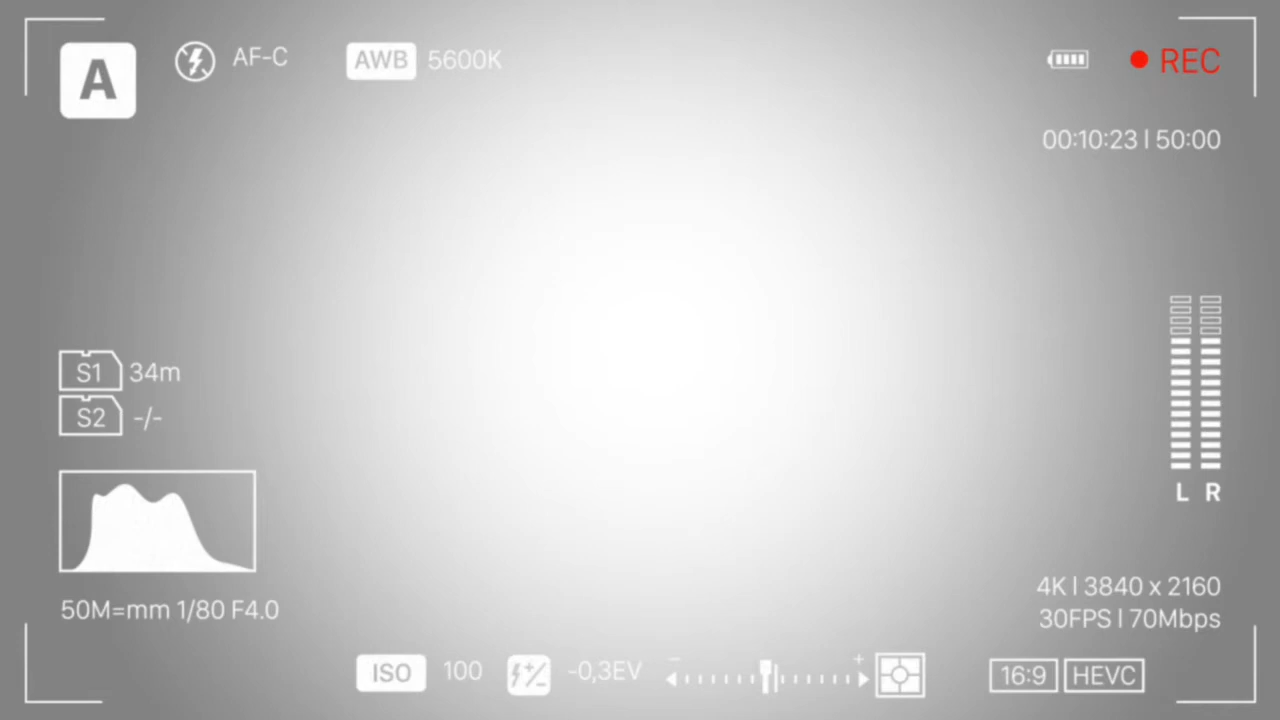 A
AF-C
AWB 5600K
REC
00:10:23 | 50:00
S1 34m
S2 -/-
L R
50M=mm 1/80 F4.0
4K | 3840 x 2160
30FPS | 70Mbps
ISO 100 -0,3EV
16:9 HEVC